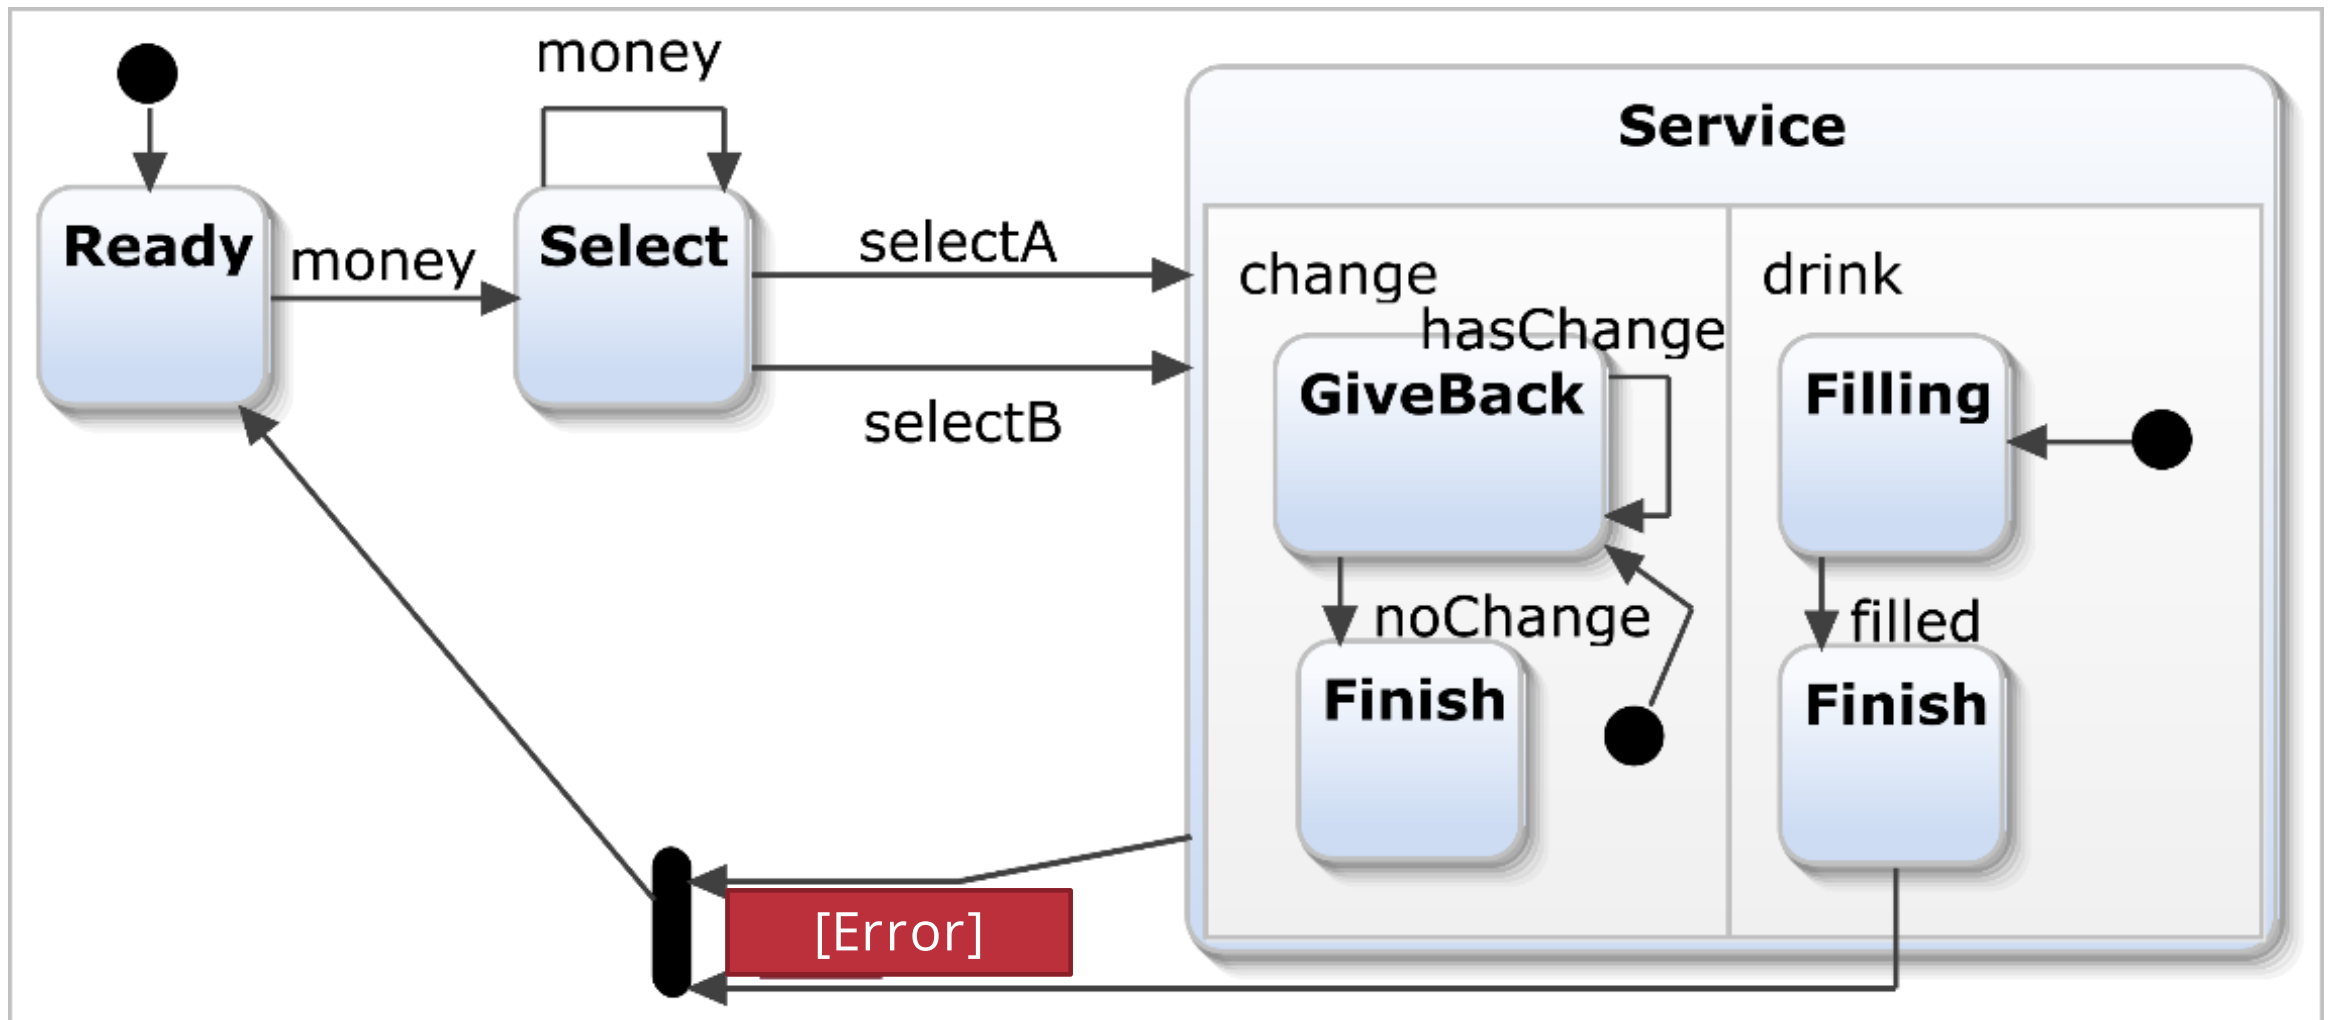 money
Service
Ready
money
Select
selectA
selectB
change
hasChange
GiveBack
noChange
Finish
drink
Filling
filled
Finish
[Error]